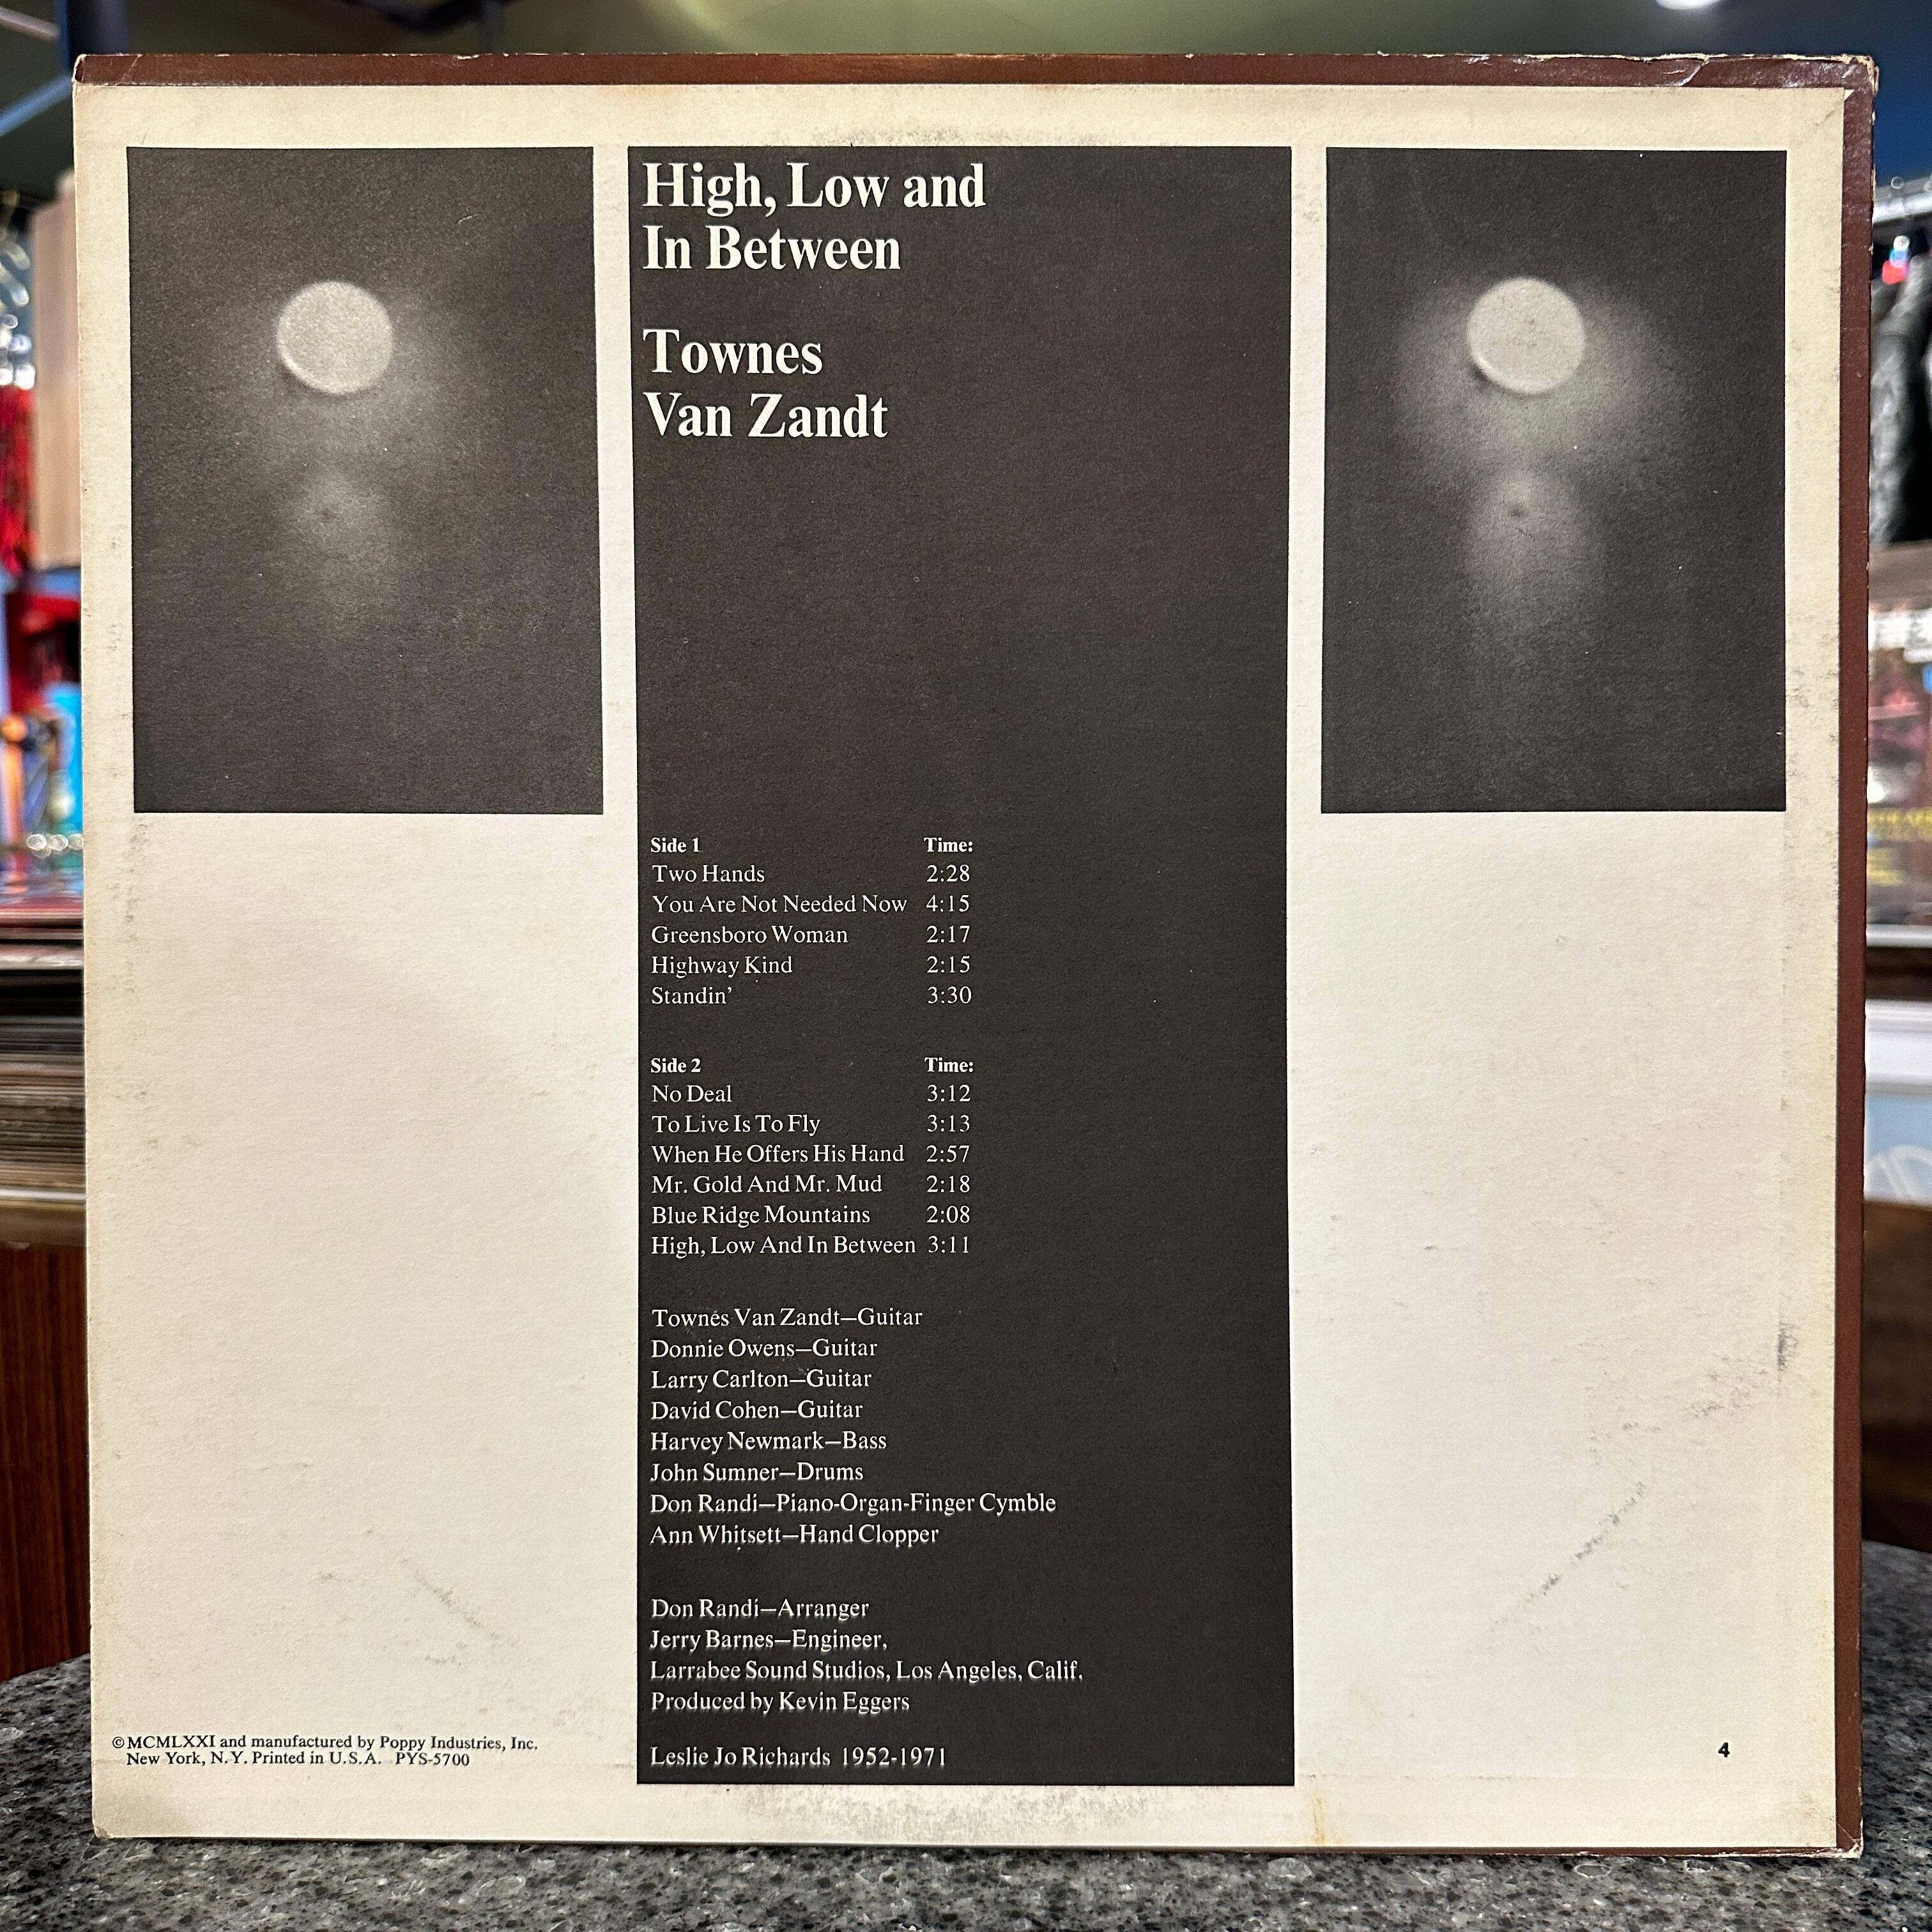 High, Low and
In Between
Townes
Van Zandt
Side 1 Time:
Two Hands 2:28
You Are Not Needed Now 4:15
Greensboro Woman 2:17
Highway Kind 2:15
Standin' 3:30
Side 2 Time:
No Deal 3:12
To Live Is To Fly 3:13
When He Offers His Hand 2:57
Mr. Gold And Mr. Mud 2:18
Blue Ridge Mountains 2:08
High, Low And In Between 3:11
Townes Van Zandt—Guitar
Donnie Owens—Guitar
Larry Carlton—Guitar
David Cohen—Guitar
Harvey Newmark—Bass
John Sumner—Drums
Don Randi—Piano-Organ-Finger Cymble
Ann Whitsett—Hand Clopper
Don Randi—Arranger
Jerry Barnes—Engineer,
Larrabee Sound Studios, Los Angeles, Calif.
Produced by Kevin Eggers
Leslie Jo Richards 1952-1971
©MCMLXXI and manufactured by Poppy Industries, Inc.
New York, N.Y. Printed in U.S.A. PYS-5700
4